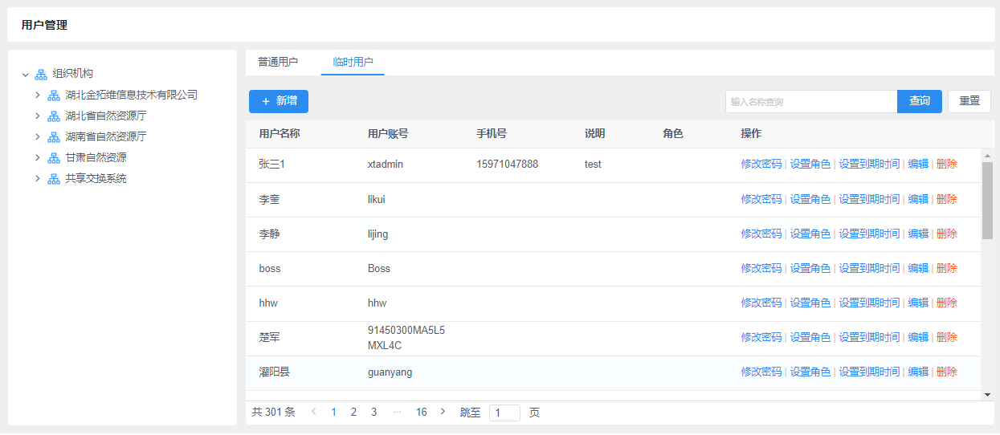 用户管理
组织机构
湖北金拓维信息技术有限公司
湖北省自然资源厅
湖南省自然资源厅
甘肃自然资源
共享交换系统
普通用户 临时用户
+ 新增 输入名称查询 查询 重置
用户名称 用户账号 手机号 说明 角色 操作
张三1 xtadmin 15971047888 test 修改密码 | 设置角色 | 设置到期时间 | 编辑 | 删除
李奎 likui 修改密码 | 设置角色 | 设置到期时间 | 编辑 | 删除
李静 lijing 修改密码 | 设置角色 | 设置到期时间 | 编辑 | 删除
boss Boss 修改密码 | 设置角色 | 设置到期时间 | 编辑 | 删除
hhw hhw 修改密码 | 设置角色 | 设置到期时间 | 编辑 | 删除
楚军 91450300MA5L5
MXL4C 修改密码 | 设置角色 | 设置到期时间 | 编辑 | 删除
灌阳县 guanyang 修改密码 | 设置角色 | 设置到期时间 | 编辑 | 删除
共 301 条 < 1 2 3 ··· 16 > 跳至 1 页